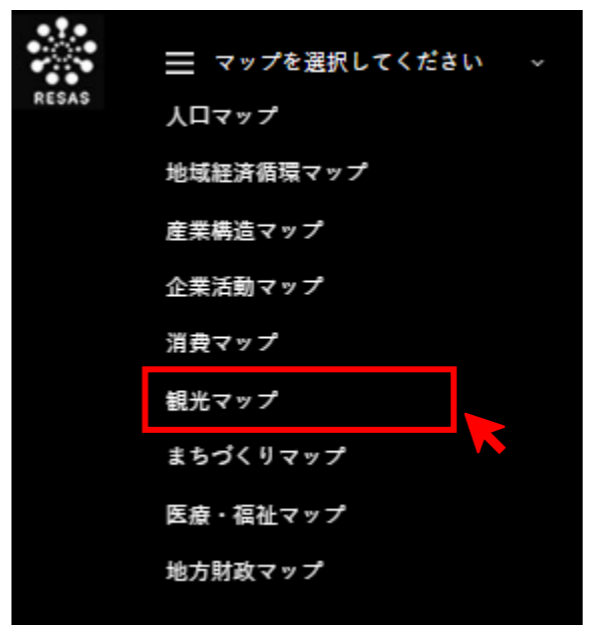 RESAS
マップを選択してください
人口マップ
地域経済循環マップ
産業構造マップ
企業活動マップ
消費マップ
観光マップ
まちづくりマップ
医療・福祉マップ
地方財政マップ